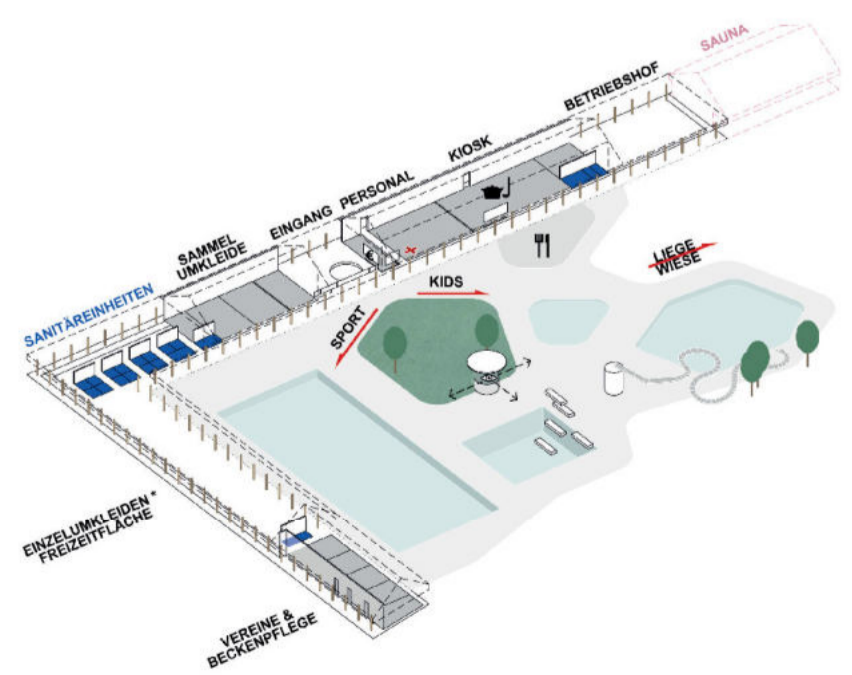 SAUNA
BETRIEBSHOF
KIOSK
PERSONAL
EINGANG
SAMMEL
UMKLEIDE
SANITÄREINHEITEN
€
LIEGE
WIESE
KIDS
SPORT
EINZELUMKLEIDEN *
FREIZEITFLÄCHE
VEREINE &
BECKENPFLEGE